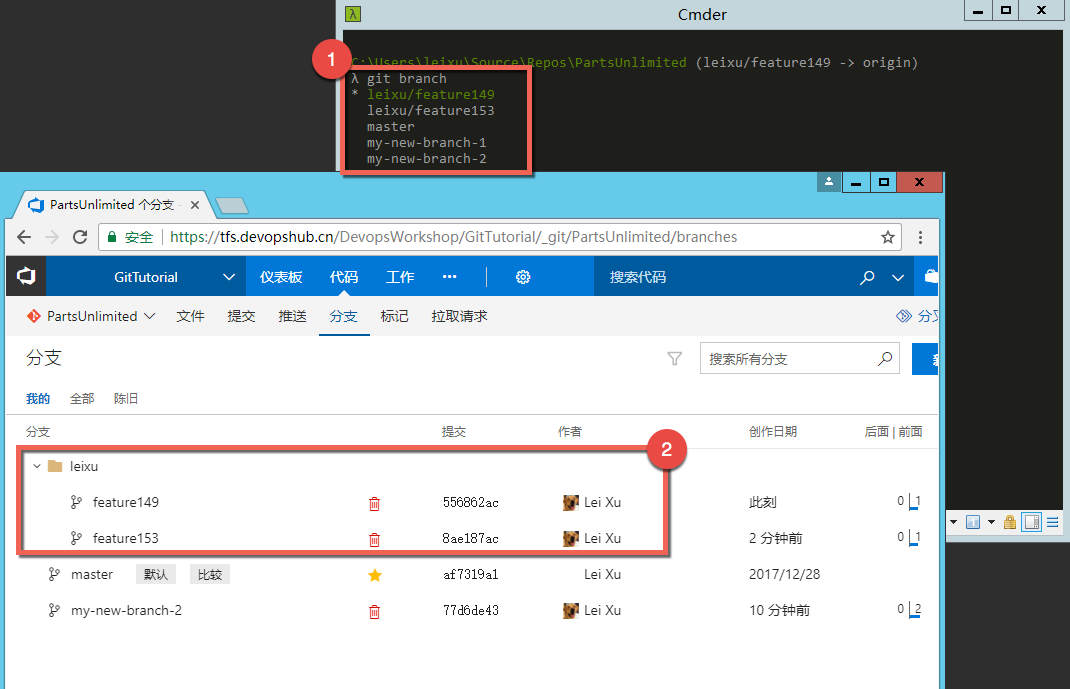 λ Cmder
1
C:\Users\leixu\Source\Repos\PartsUnlimited (leixu/feature149 -> origin)
λ git branch
* leixu/feature149
leixu/feature153
master
my-new-branch-1
my-new-branch-2
PartsUnlimited 个分支 -
安全 https://tfs.devopshub.cn/DevopsWorkshop/GitTutorial/_git/PartsUnlimited/branches
GitTutorial 仪表板 代码 工作 ··· 搜索代码
PartsUnlimited 文件 提交 推送 分支 标记 拉取请求
分支 搜索所有分支
我的 全部 陈旧
分支 提交 作者 创作日期 后面 | 前面
2
leixu
feature149 556862ac Lei Xu 此刻 0 1
feature153 8ae187ac Lei Xu 2 分钟前 0 1
master 默认 比较 af7319a1 Lei Xu 2017/12/28
my-new-branch-2 77d6de43 Lei Xu 10 分钟前 0 2